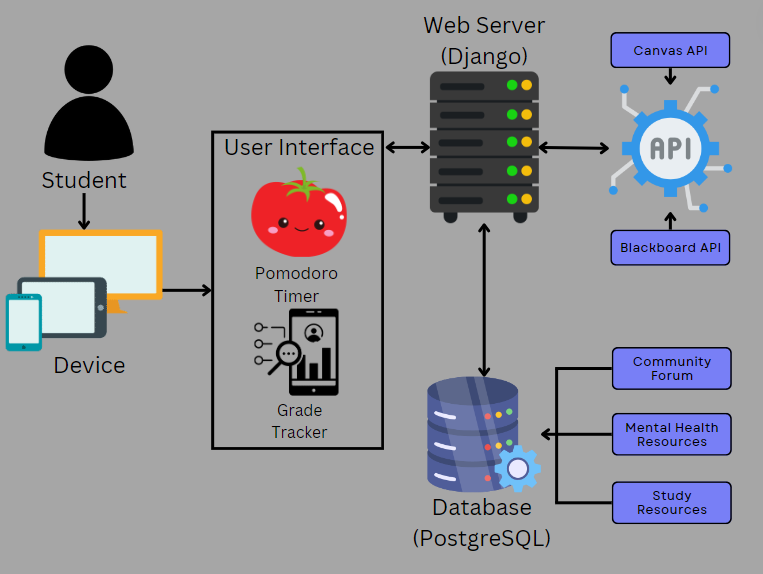 Student
Device
User Interface
Pomodoro
Timer
Grade
Tracker
Web Server
(Django)
Canvas API
API
Blackboard API
Database
(PostgreSQL)
Community
Forum
Mental Health
Resources
Study
Resources